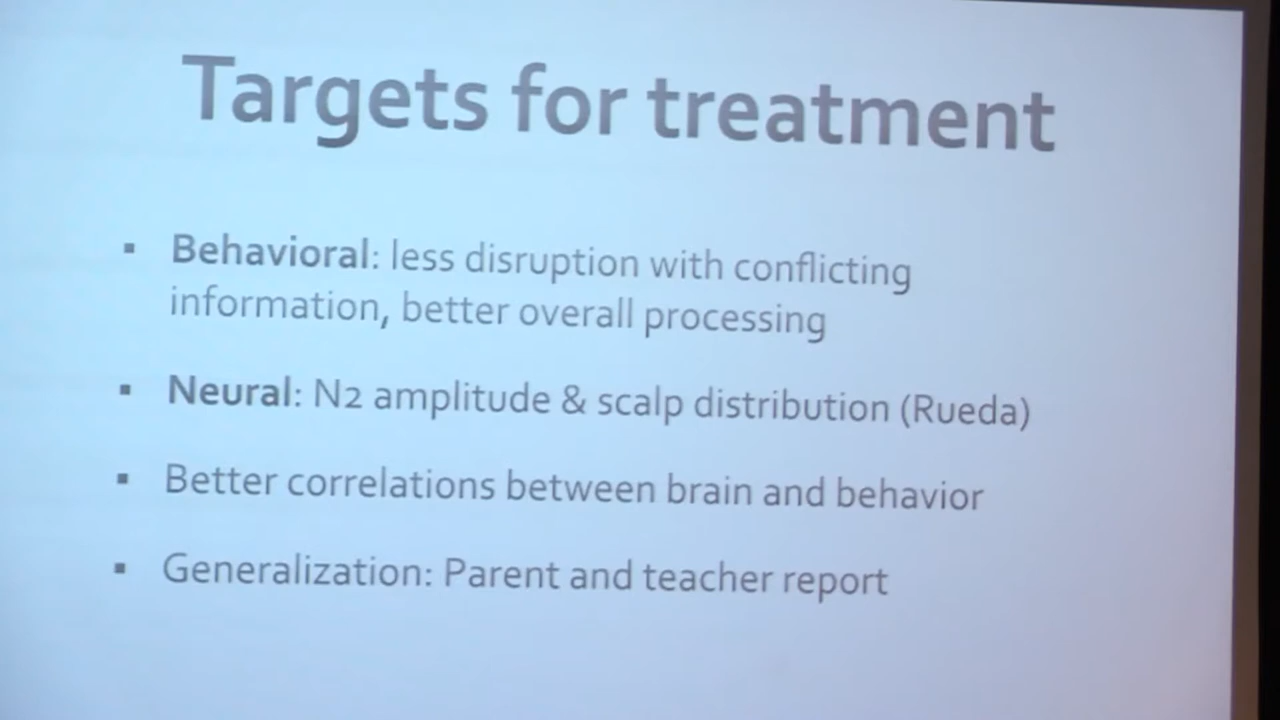 Targets for treatment
▪ Behavioral: less disruption with conflicting
information, better overall processing
▪ Neural: N2 amplitude & scalp distribution (Rueda)
▪ Better correlations between brain and behavior
▪ Generalization: Parent and teacher report